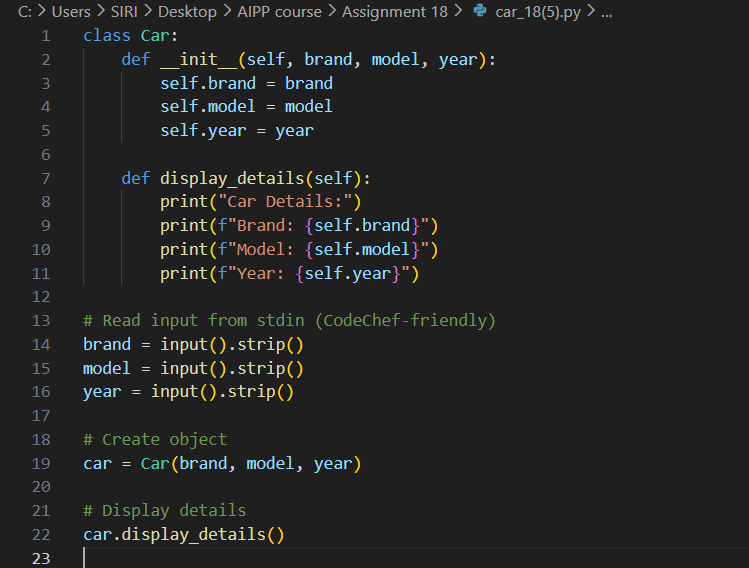 C: > Users > SIRI > Desktop > AIPP course > Assignment 18 > car_18(5).py > ...
1 class Car:
2     def __init__(self, brand, model, year):
3         self.brand = brand
4         self.model = model
5         self.year = year
6
7     def display_details(self):
8         print("Car Details:")
9         print(f"Brand: {self.brand}")
10         print(f"Model: {self.model}")
11         print(f"Year: {self.year}")
12
13 # Read input from stdin (CodeChef-friendly)
14 brand = input().strip()
15 model = input().strip()
16 year = input().strip()
17
18 # Create object
19 car = Car(brand, model, year)
20
21 # Display details
22 car.display_details()
23